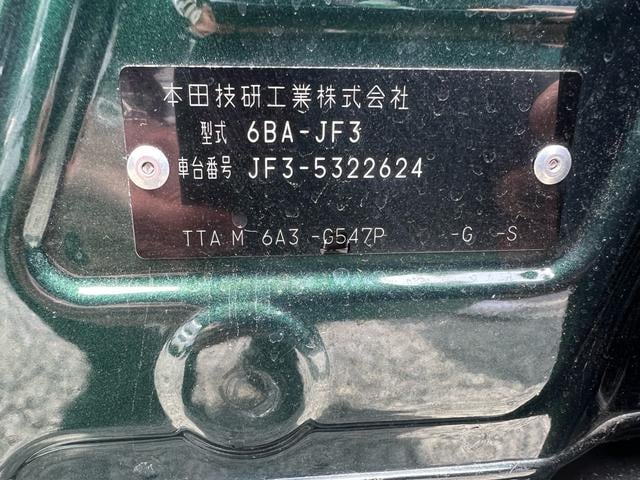 本田技研工業株式会社
型式 6BA-JF3
車台番号 JF3-5322624
TTA M 6A3 -G547P -G -S